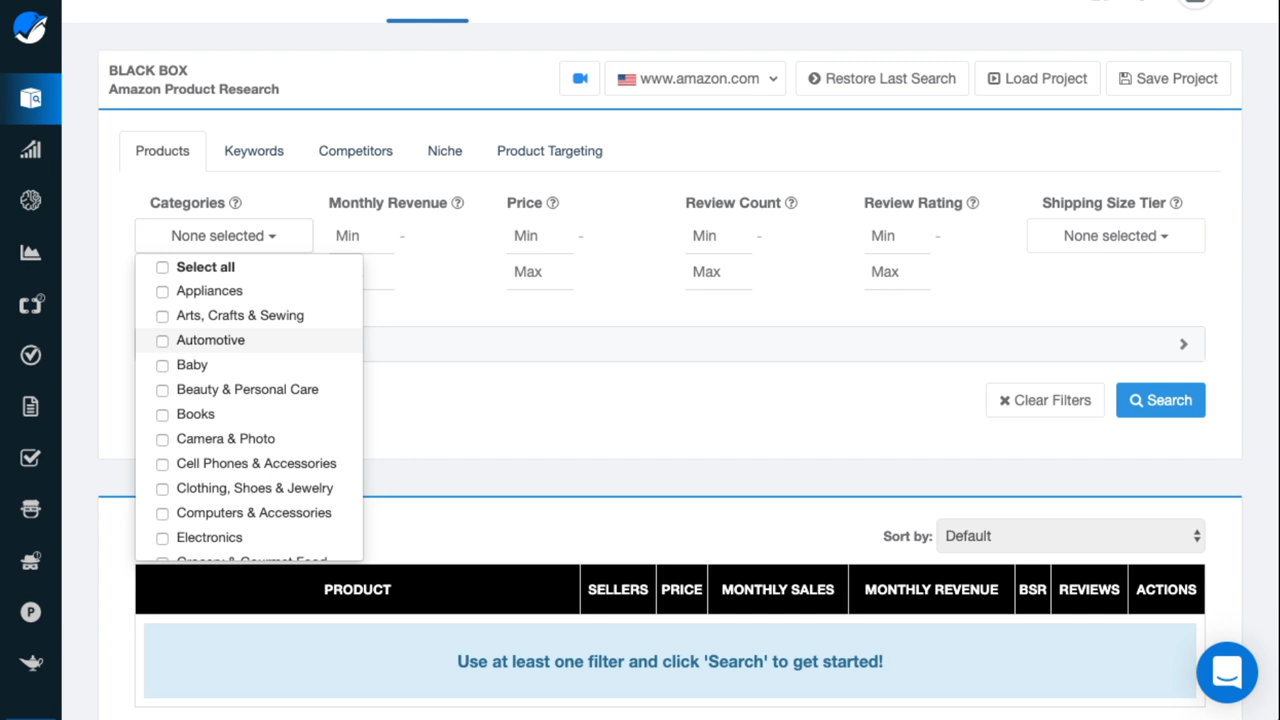 BLACK BOX
Amazon Product Research
www.amazon.com
Restore Last Search
Load Project
Save Project
Products
Keywords
Competitors
Niche
Product Targeting
Categories
Monthly Revenue
Price
Review Count
Review Rating
Shipping Size Tier
None selected
Min -
Min -
Min -
Min -
None selected
Max
Max
Max
Select all
Appliances
Arts, Crafts & Sewing
Automotive
Baby
Beauty & Personal Care
Books
Camera & Photo
Cell Phones & Accessories
Clothing, Shoes & Jewelry
Computers & Accessories
Electronics
Grocery & Gourmet Food
Clear Filters
Search
Sort by:
Default
PRODUCT
SELLERS
PRICE
MONTHLY SALES
MONTHLY REVENUE
BSR
REVIEWS
ACTIONS
Use at least one filter and click 'Search' to get started!
P